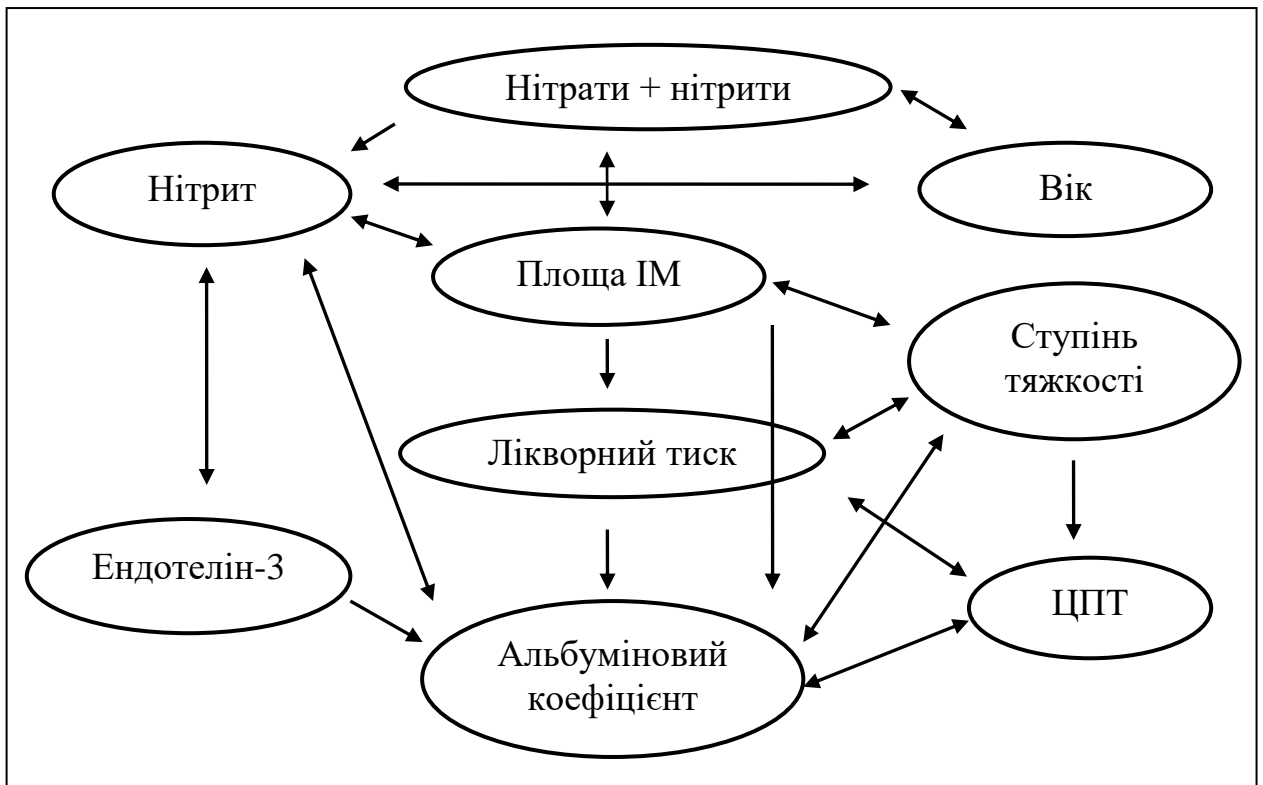 Нітрати + нітрити
Нітрит
Вік
Площа ІМ
Ступінь
тяжкості
Лікворний тиск
Ендотелін-3
ЦПТ
Альбуміновий
коефіцієнт